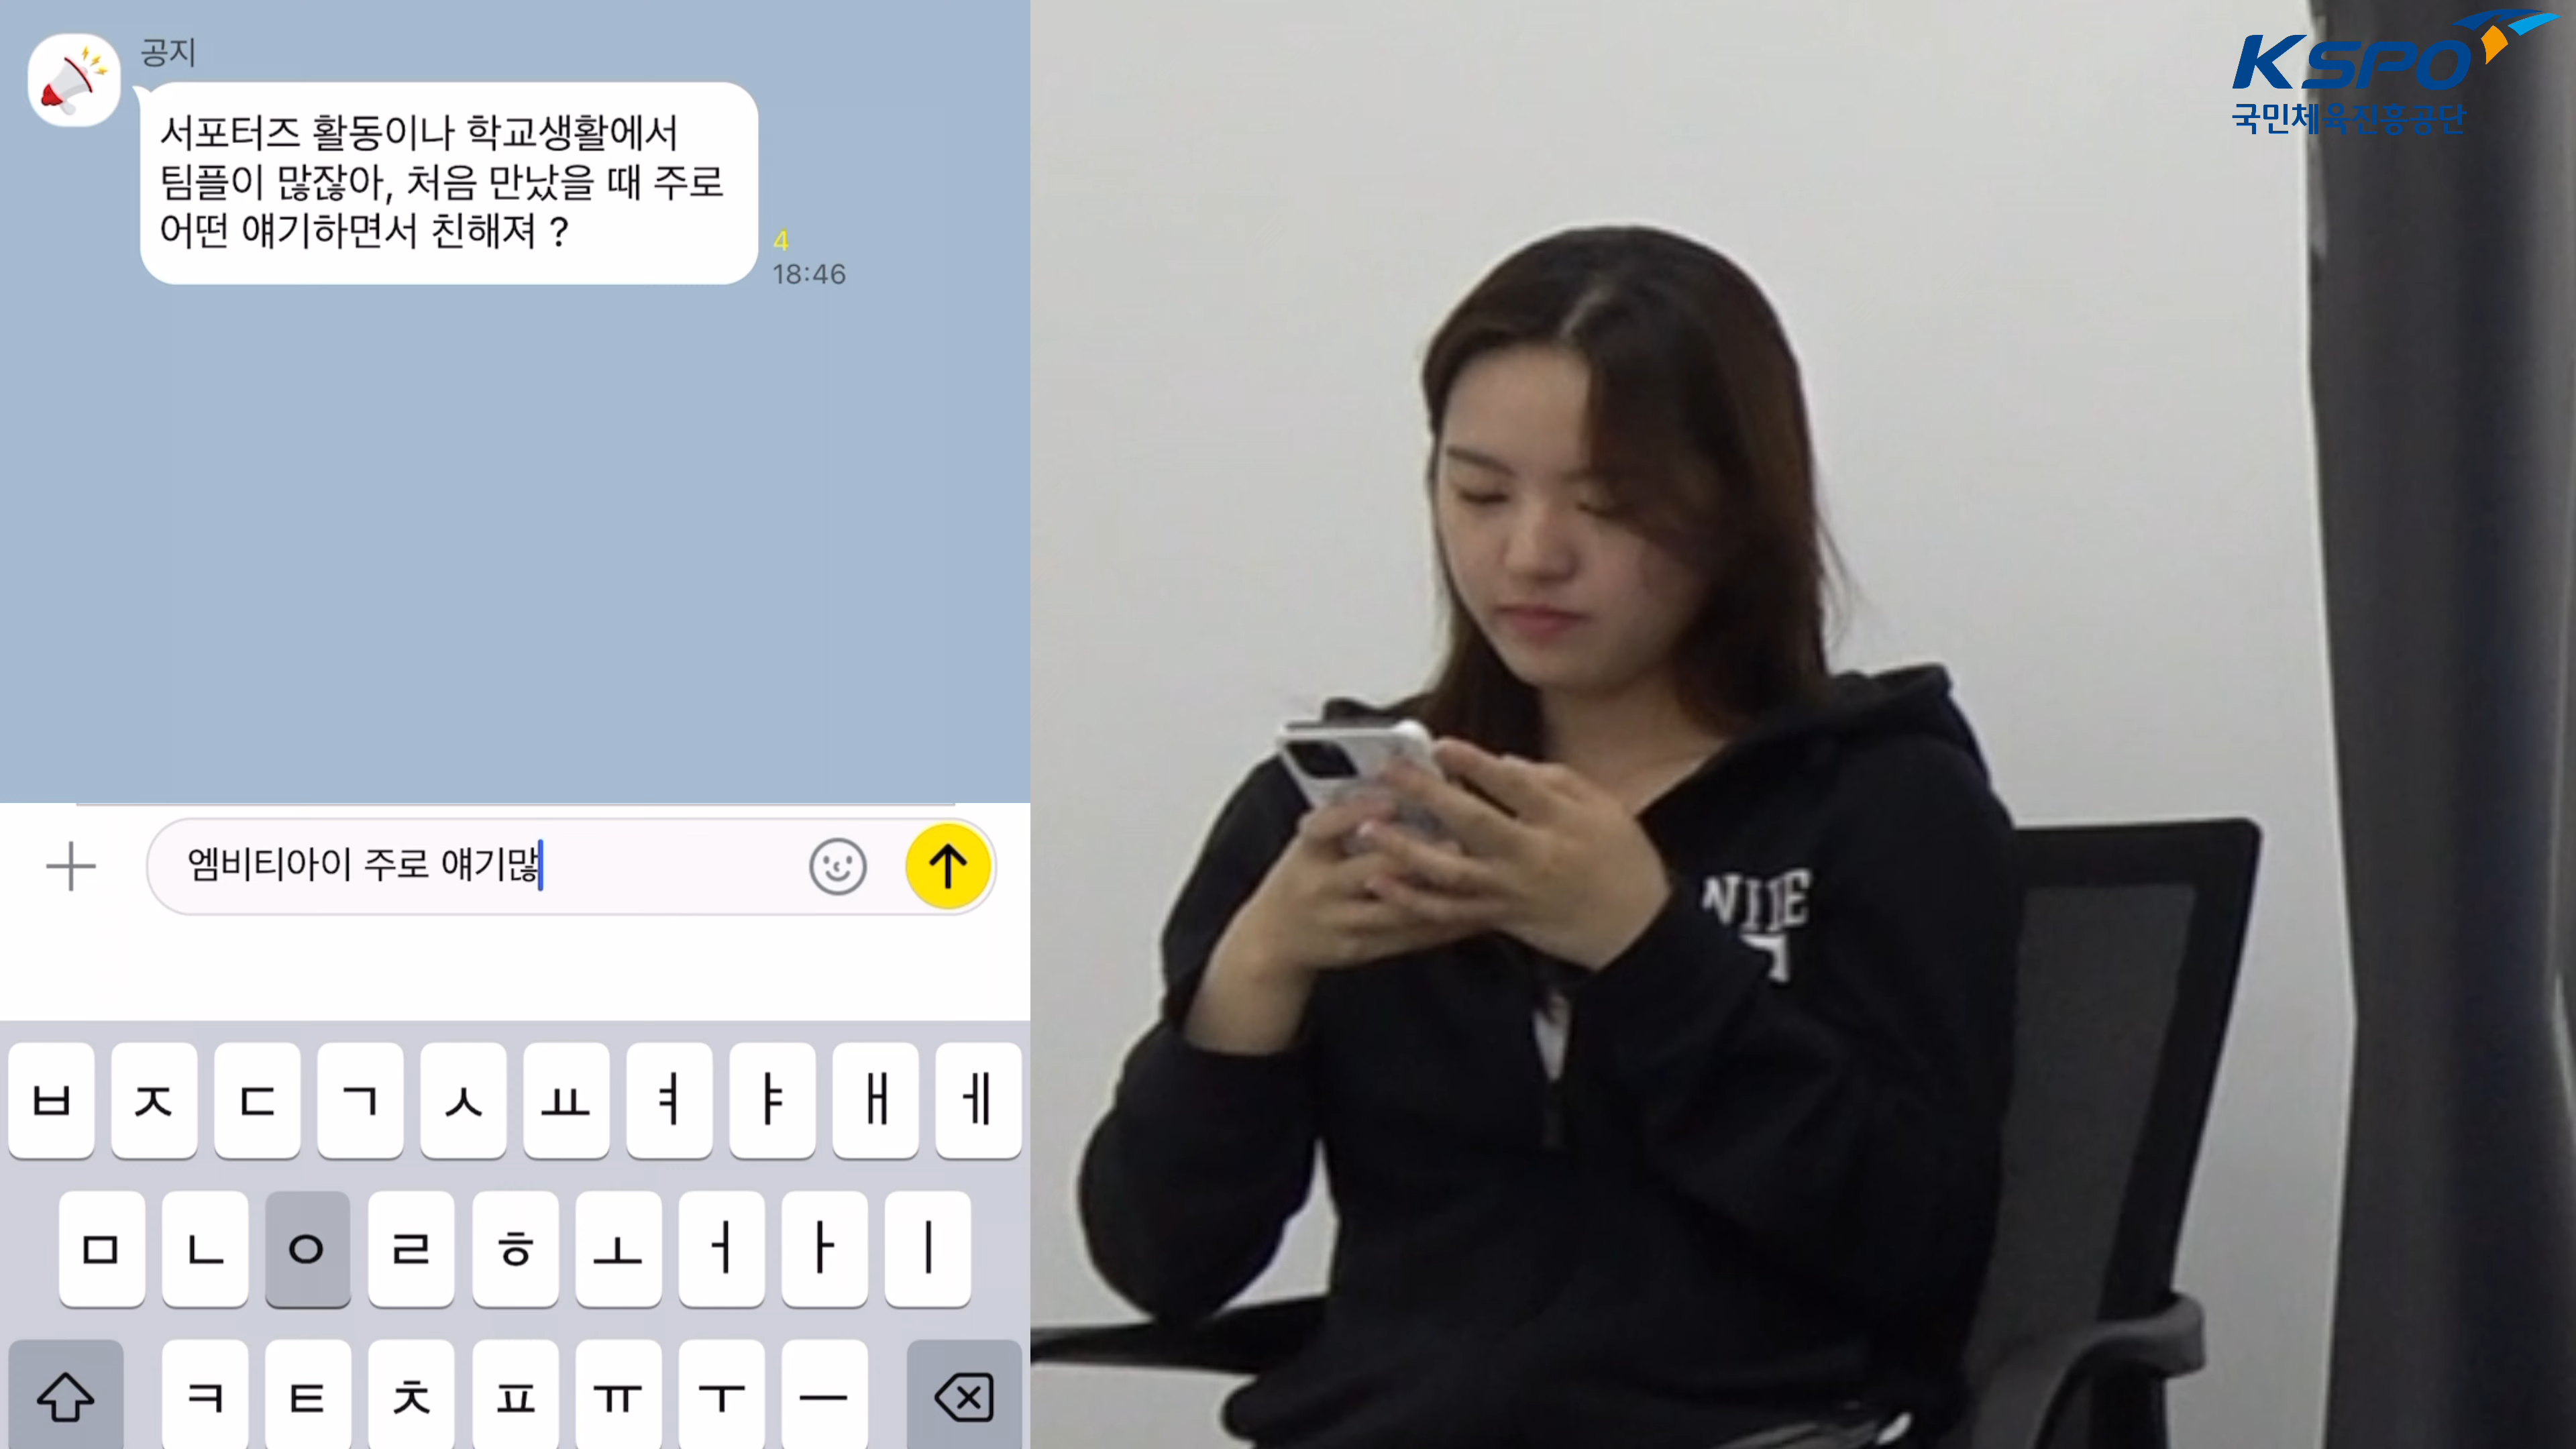 공지
서포터즈 활동이나 학교생활에서
팀플이 많잖아, 처음 만났을 때 주로
어떤 얘기하면서 친해져 ?
4
18:46
엠비티아이 주로 얘기많
ㅂ ㅈ ㄷ ㄱ ㅅ ㅛ ㅕ ㅑ ㅐ ㅔ
ㅁ ㄴ ㅇ ㄹ ㅎ ㅗ ㅓ ㅏ ㅣ
ㅋ ㅌ ㅊ ㅍ ㅠ ㅜ ㅡ
KSPO
국민체육진흥공단